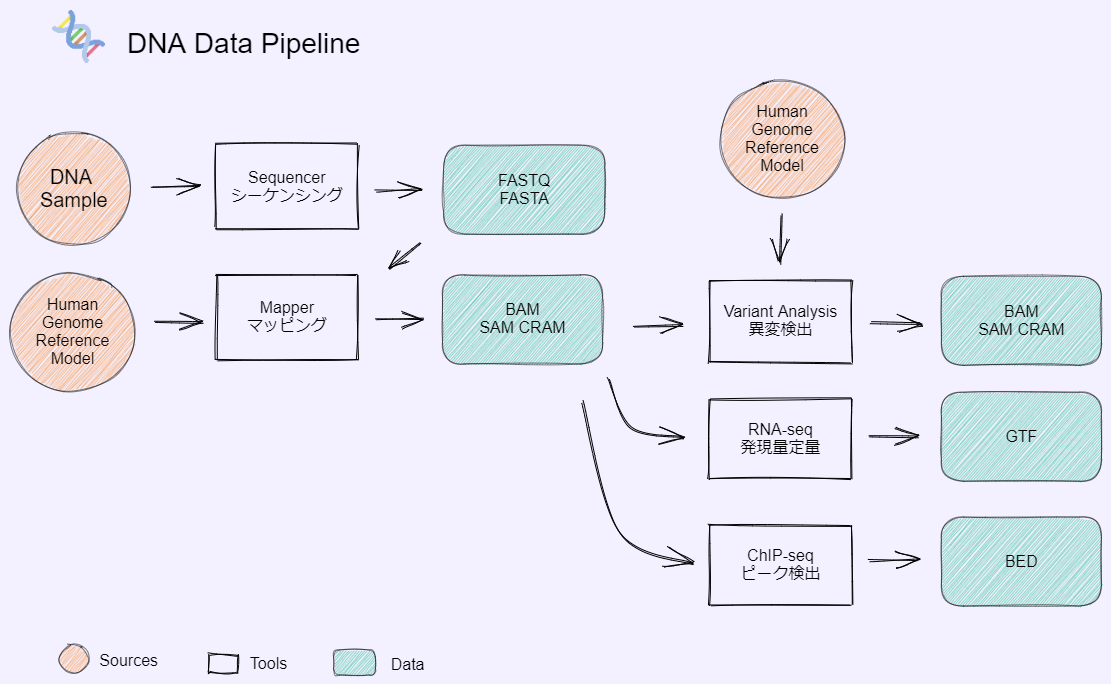 DNA Data Pipeline
DNA
Sample
Sequencer
シーケンシング
FASTQ
FASTA
Human
Genome
Reference
Model
Human
Genome
Reference
Model
Mapper
マッピング
BAM
SAM CRAM
Variant Analysis
異変検出
BAM
SAM CRAM
RNA-seq
発現量定量
GTF
ChIP-seq
ピーク検出
BED
Sources
Tools
Data